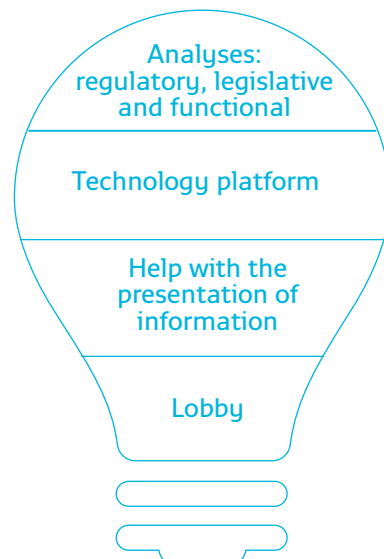 Analyses:
regulatory, legislative
and functional
Technology platform
Help with the
presentation of
information
Lobby